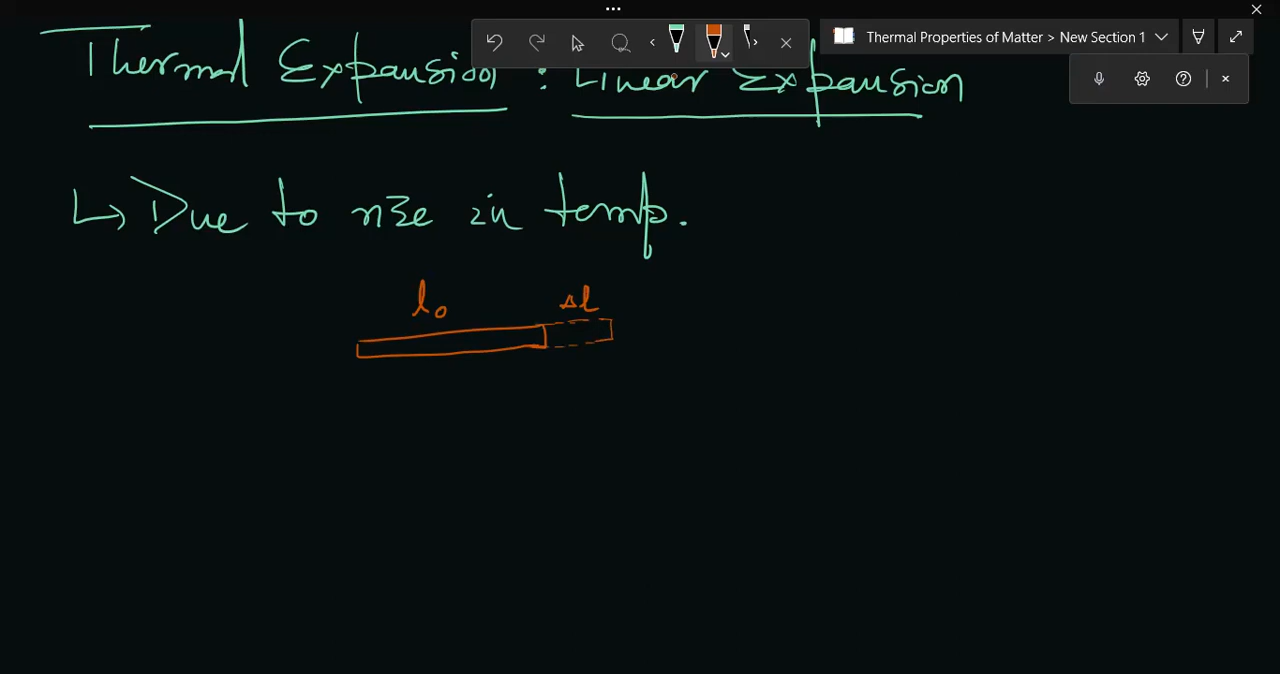 ...
Thermal Properties of Matter > New Section 1
Thermal Expansion : Linear Expansion
↳ Due to rise in temp.
l₀ Δl